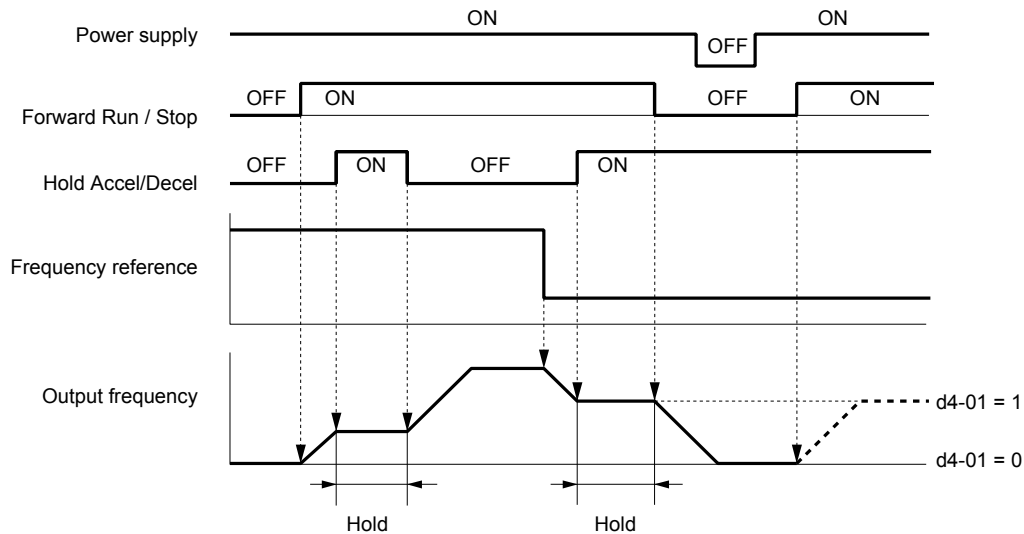 ON ON
Power supply
OFF
OFF ON OFF ON
Forward Run / Stop
OFF ON OFF ON
Hold Accel/Decel
Frequency reference
Output frequency
d4-01 = 1
d4-01 = 0
Hold Hold